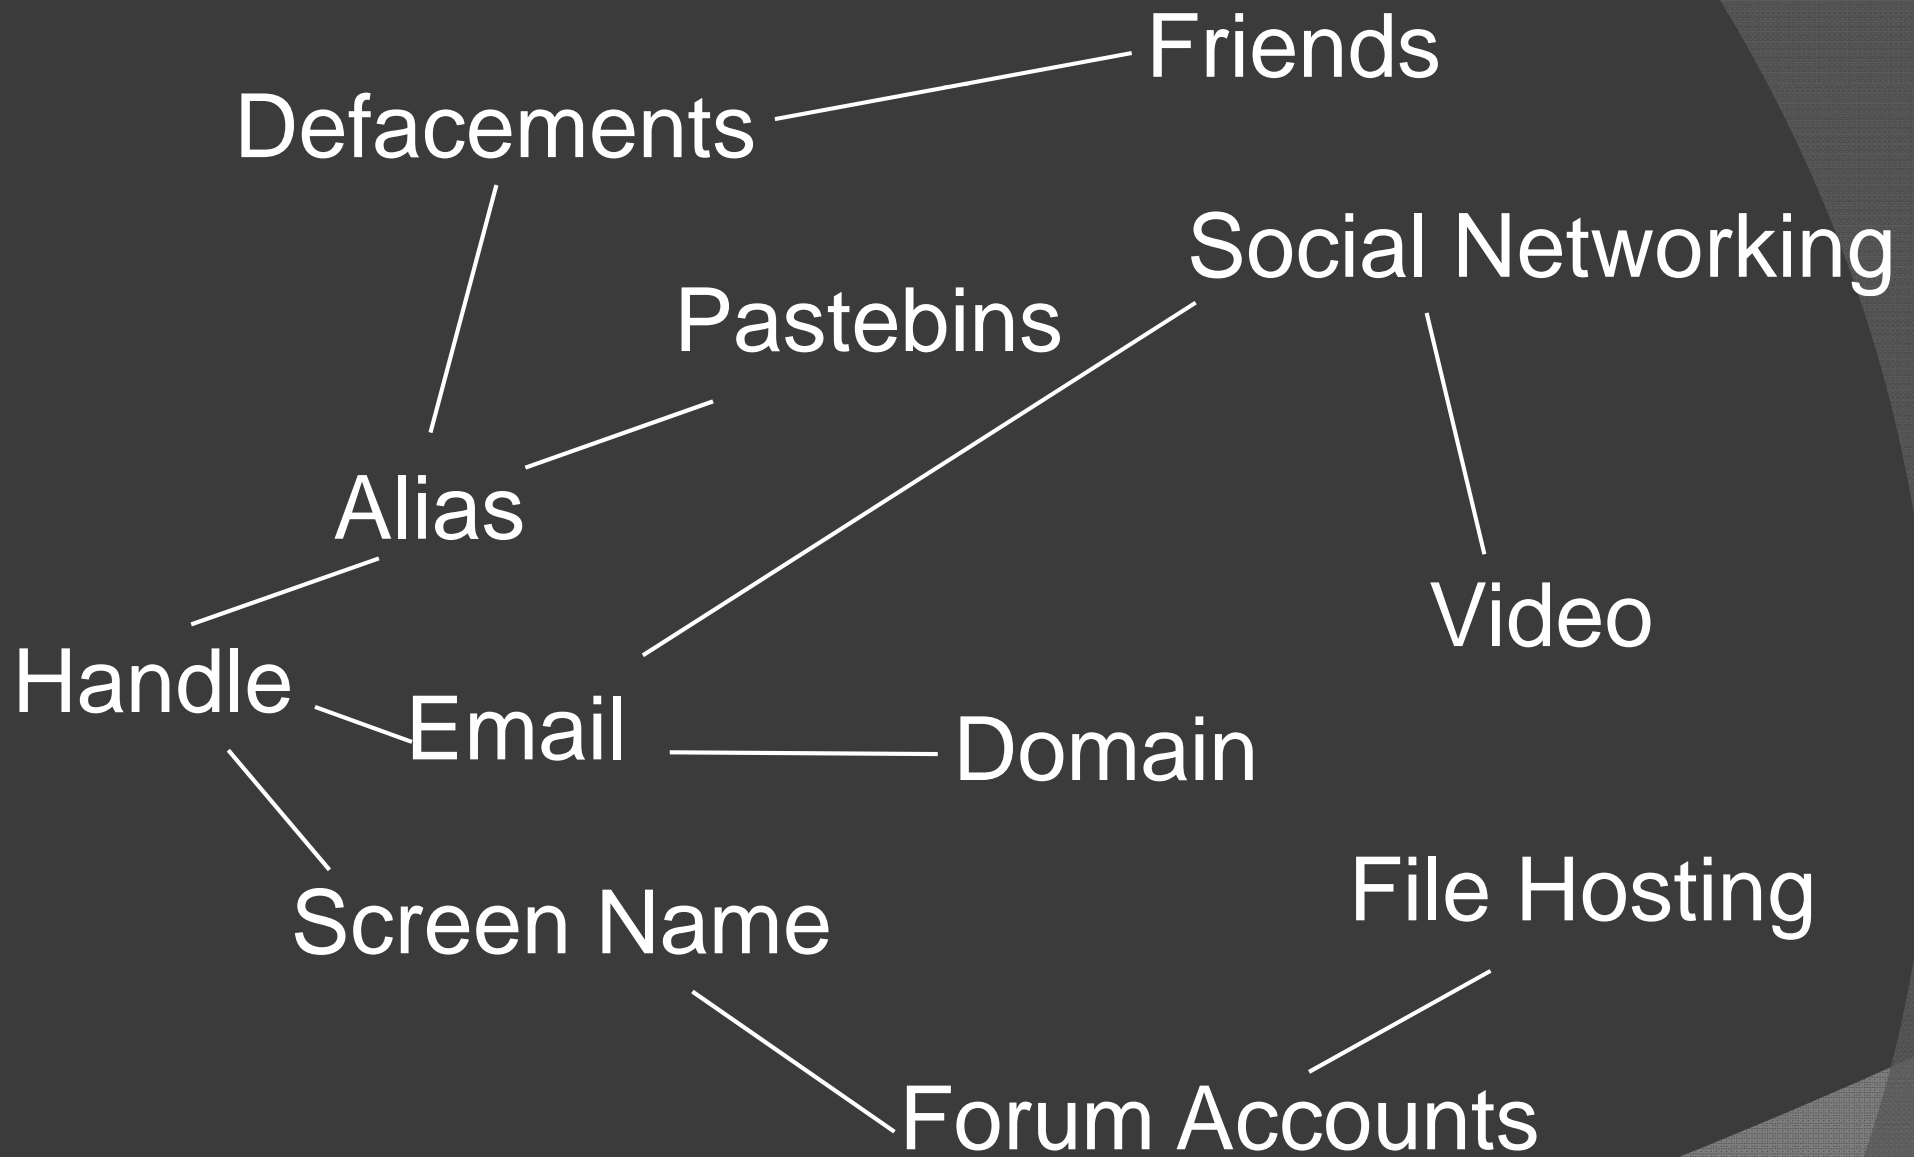 Friends
Defacements
Social Networking
Pastebins
Alias
Video
Handle
Email
Domain
File Hosting
Screen Name
Forum Accounts